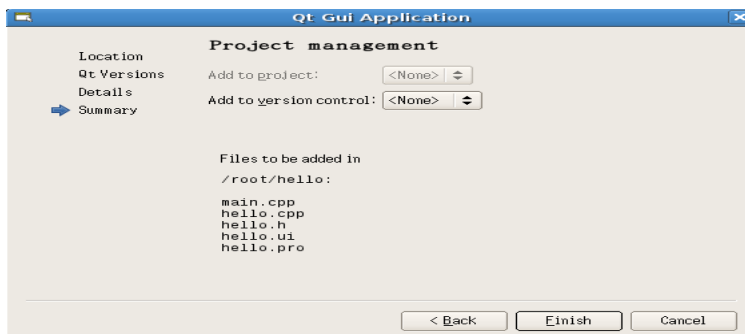 Qt Gui Application
Location
Qt Versions
Details
Summary
Project management
Add to project: <None>
Add to version control: <None>
Files to be added in
/root/hello:
main.cpp
hello.cpp
hello.h
hello.ui
hello.pro
< Back Finish Cancel